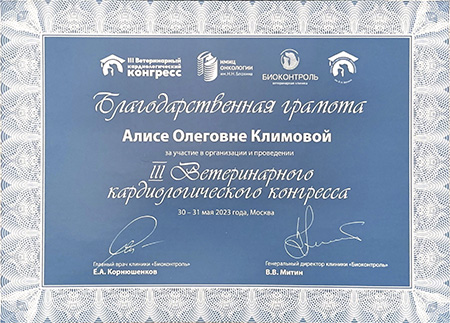 III Ветеринарный
кардиологический
КОНГРЕСС
НМИЦ
ОНКОЛОГИИ
им. Н.Н. Блохина
БИОКОНТРОЛЬ
ветеринарная клиника
Благодарственная грамота
Алисе Олеговне Климовой
за участие в организации и проведении
III Ветеринарного
кардиологического конгресса
30 – 31 мая 2023 года, Москва
Главный врач клиники «Биоконтроль»
Е.А. Корнюшенков
Генеральный директор клиники «Биоконтроль»
В.В. Митин